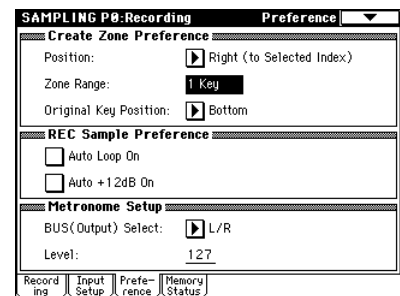 SAMPLING P0:Recording Preference
Create Zone Preference
Position: Right (to Selected Index)
Zone Range: 1 Key
Original Key Position: Bottom
REC Sample Preference
Auto Loop On
Auto +12dB On
Metronome Setup
BUS(Output) Select: L/R
Level: 127
Record Input Prefe- Memory
ing Setup rence Status